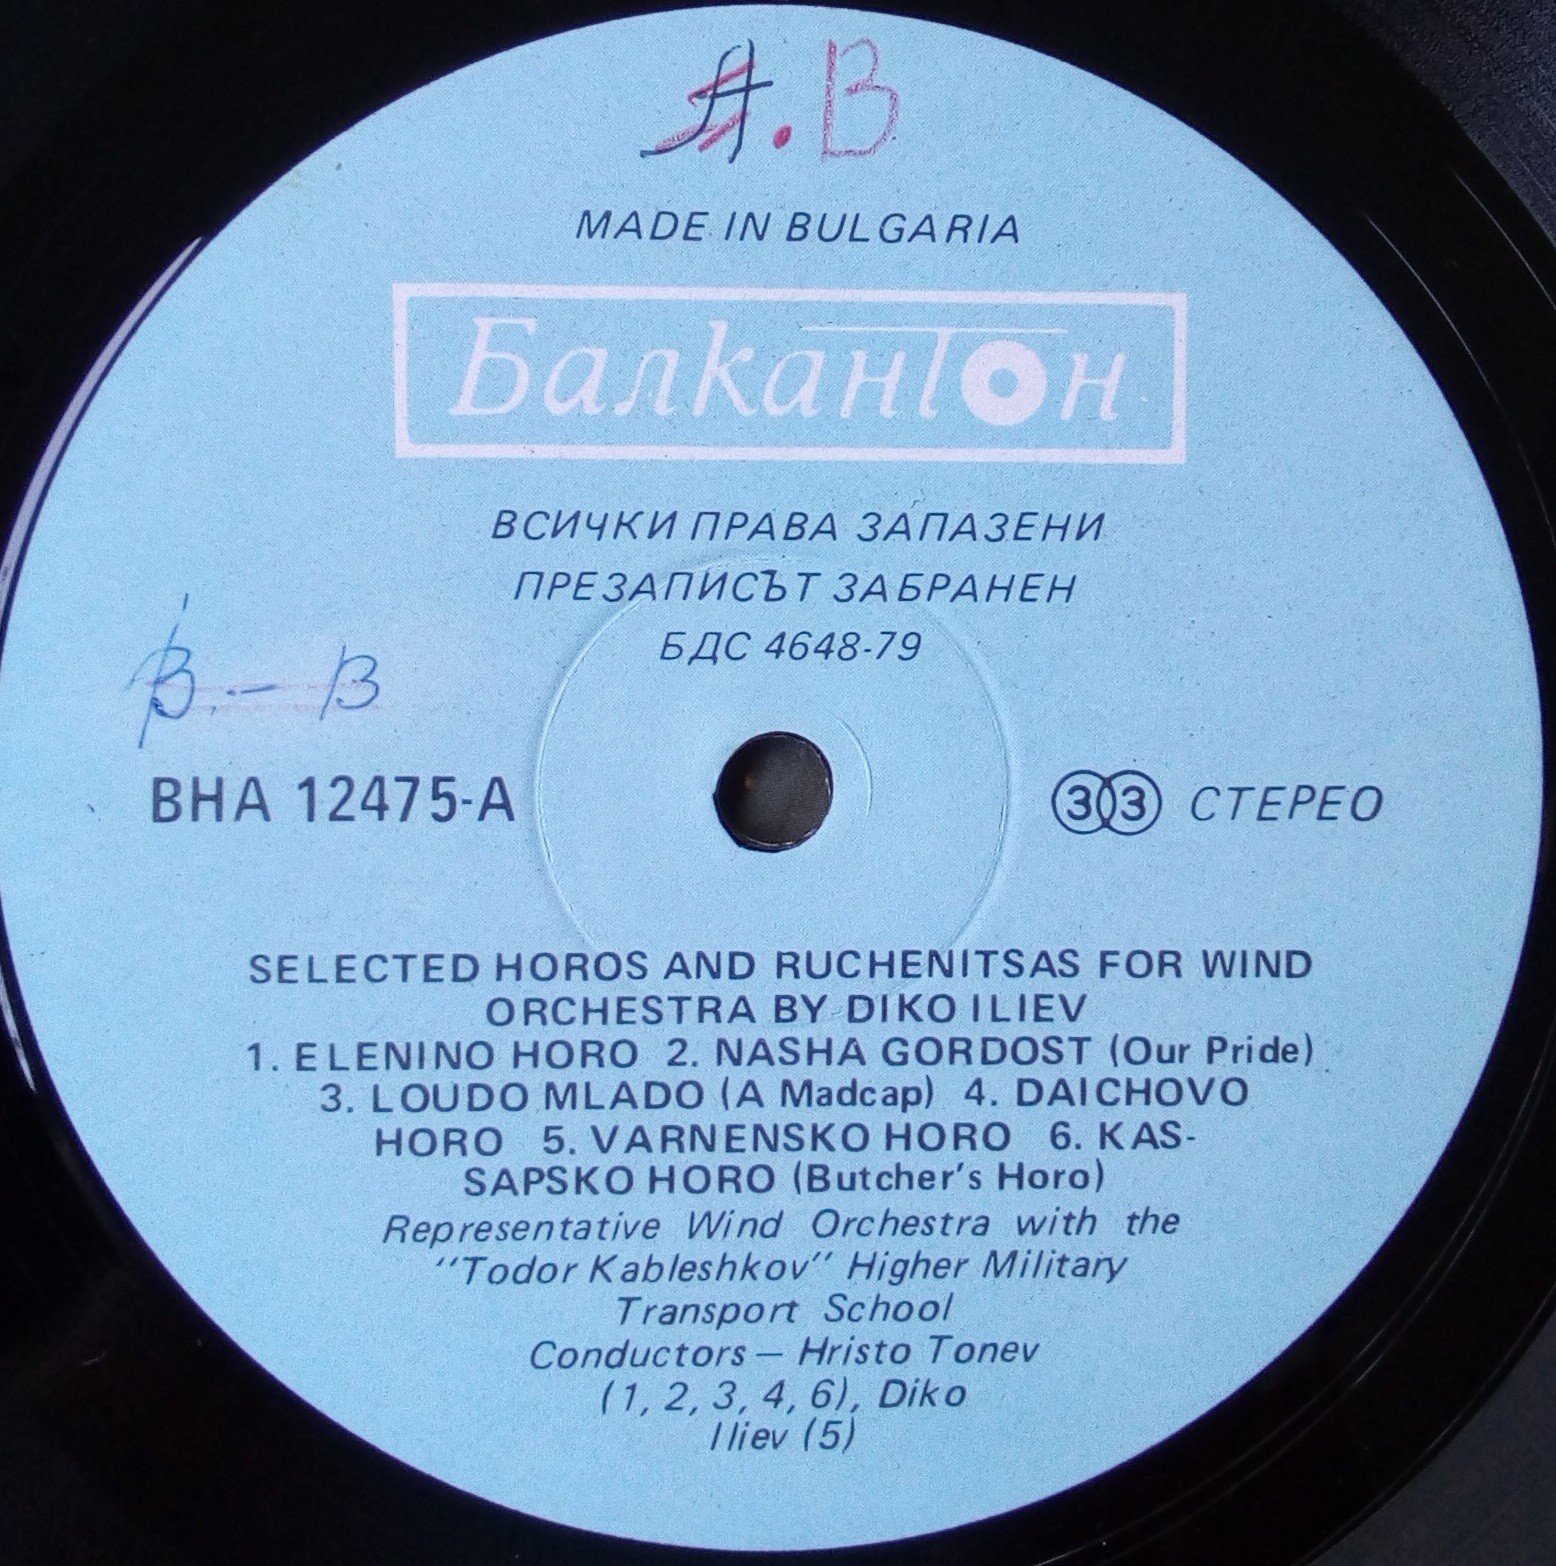 A. B
MADE IN BULGARIA
Балкантон
ВСИЧКИ ПРАВА ЗАПАЗЕНИ
ПРЕЗАПИСЪТ ЗАБРАНЕН
БДС 4648-79
B. - B
ВНА 12475-А
33 СТЕРЕО
SELECTED HOROS AND RUCHENITSAS FOR WIND
ORCHESTRA BY DIKO ILIEV
1. ELENINO HORO 2. NASHA GORDOST (Our Pride)
3. LOUDO MLADO (A Madcap) 4. DAICHOVO
HORO 5. VARNENSKO HORO 6. KAS-
SAPSKO HORO (Butcher's Horo)
Representative Wind Orchestra with the
"Todor Kableshkov" Higher Military
Transport School
Conductors — Hristo Tonev
(1, 2, 3, 4, 6), Diko
Iliev (5)